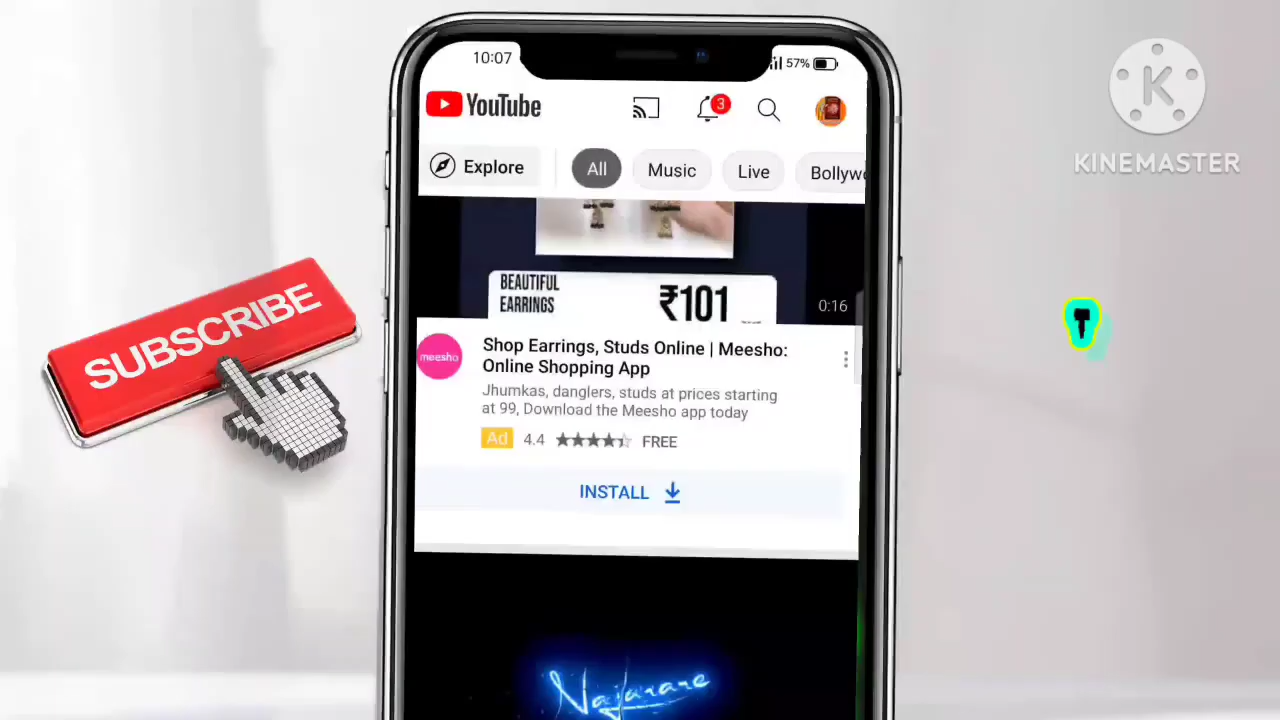 10:07
57%
YouTube
3
Explore
All
Music
Live
Bollyw
BEAUTIFUL
EARRINGS
₹101
0:16
meesho
Shop Earrings, Studs Online | Meesho:
Online Shopping App
Jhumkas, danglers, studs at prices starting
at 99, Download the Meesho app today
Ad
4.4
FREE
INSTALL
Najarare
SUBSCRIBE
K
KINEMASTER
T